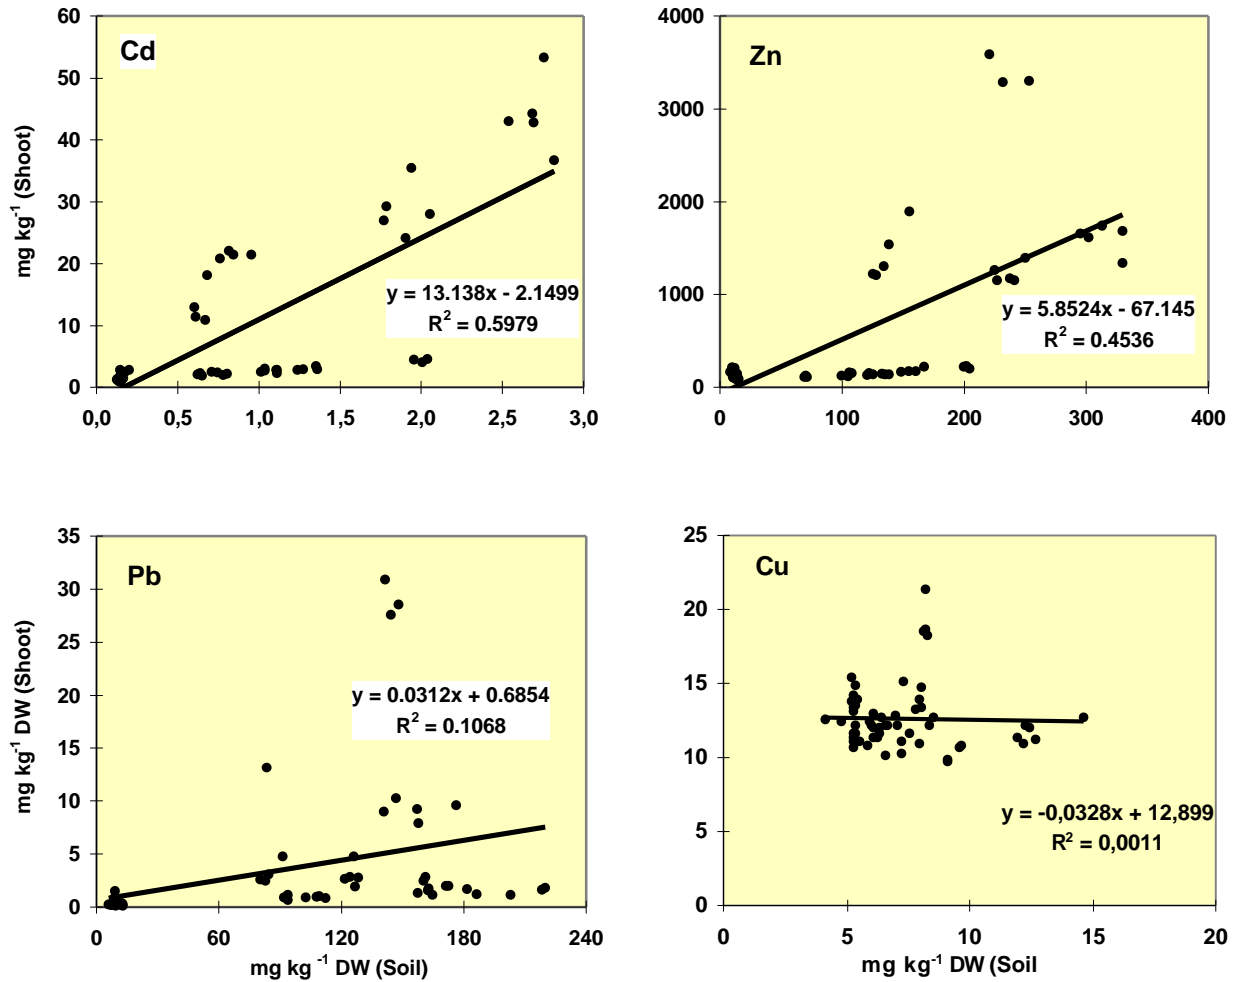 60
50
40
30
20
10
0
Cd
y = 13.138x - 2.1499
R² = 0.5979
0,0 0,5 1,0 1,5 2,0 2,5 3,0
mg kg⁻¹ (Shoot)
4000
3000
2000
1000
0
Zn
y = 5.8524x - 67.145
R² = 0.4536
0 100 200 300 400
35
30
25
20
15
10
5
0
Pb
y = 0.0312x + 0.6854
R² = 0.1068
0 60 120 180 240
mg kg ⁻¹ DW (Soil)
mg kg⁻¹ DW (Shoot)
25
20
15
10
5
0
Cu
y = -0,0328x + 12,899
R² = 0,0011
0 5 10 15 20
mg kg⁻¹ DW (Soil